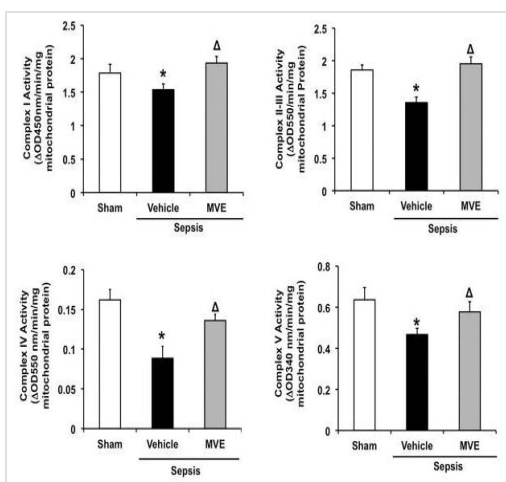 Complex I Activity
(ΔOD450nm/min/mg
mitochondrial protein)
2.5
2
1.5
1
0.5
0
*
Δ
Sham Vehicle MVE
Sepsis
Complex II-III Activity
(ΔOD550/min/mg
mitochondrial Protein)
2.5
2
1.5
1
0.5
0
*
Δ
Sham Vehicle MVE
Sepsis
Complex IV Activity
(ΔOD550 nm/min/mg
mitochondrial protein)
0.2
0.15
0.1
0.05
0
*
Δ
Sham Vehicle MVE
Sepsis
Complex V Activity
(ΔOD340 nm/min/mg
mitochondrial protein)
0.8
0.6
0.4
0.2
0
*
Δ
Sham Vehicle MVE
Sepsis